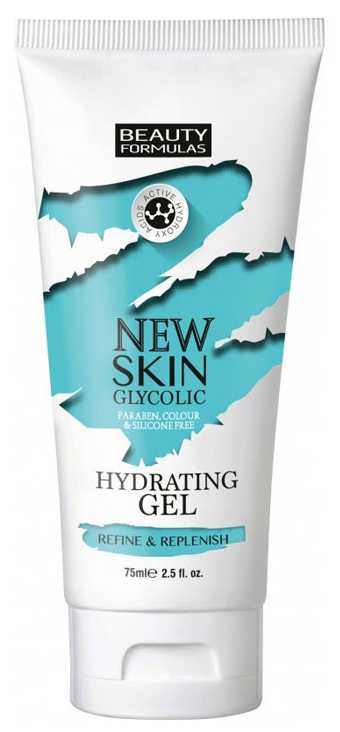 BEAUTY
FORMULAS
ACTIVE HYDROXY ACIDS
NEW
SKIN
GLYCOLIC
PARABEN, COLOUR
& SILICONE FREE
HYDRATING
GEL
REFINE & REPLENISH
75ml℮ 2.5 fl. oz.